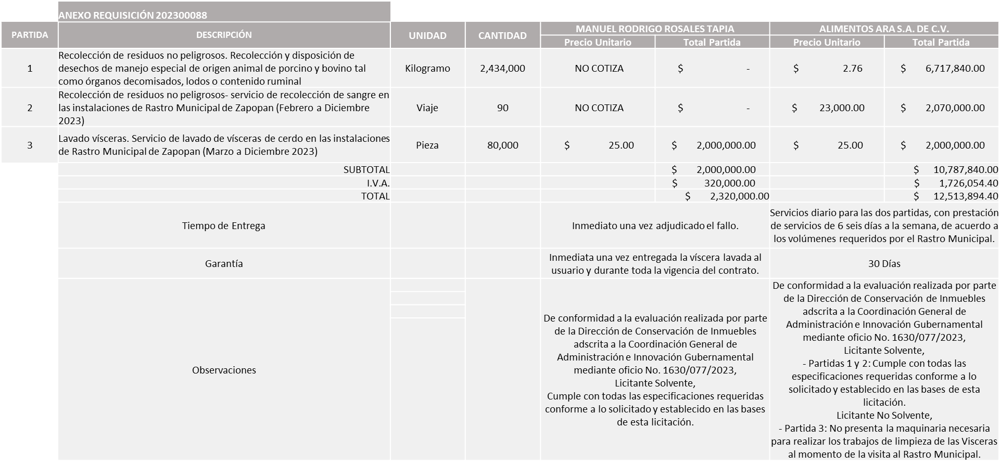 ANEXO REQUISICIÓN 202300088
PARTIDA
DESCRIPCIÓN
UNIDAD
CANTIDAD
MANUEL RODRIGO ROSALES TAPIA
ALIMENTOS ARA S.A. DE C.V.
Precio Unitario
Total Partida
Precio Unitario
Total Partida
1
Recolección de residuos no peligrosos. Recolección y disposición de
desechos de manejo especial de origen animal de porcino y bovino tal
como órganos decomisados, lodos o contenido ruminal
Kilogramo
2,434,000
NO COTIZA
$ -
$ 2.76
$ 6,717,840.00
2
Recolección de residuos no peligrosos- servicio de recolección de sangre en
las instalaciones de Rastro Municipal de Zapopan (Febrero a Diciembre
2023)
Viaje
90
NO COTIZA
$ -
$ 23,000.00
$ 2,070,000.00
3
Lavado vísceras. Servicio de lavado de vísceras de cerdo en las instalaciones
de Rastro Municipal de Zapopan (Marzo a Diciembre 2023)
Pieza
80,000
$ 25.00
$ 2,000,000.00
$ 25.00
$ 2,000,000.00
SUBTOTAL
$ 2,000,000.00
$ 10,787,840.00
I.V.A.
$ 320,000.00
$ 1,726,054.40
TOTAL
$ 2,320,000.00
$ 12,513,894.40
Tiempo de Entrega
Inmediato una vez adjudicado el fallo.
Servicios diario para las dos partidas, con prestación
de servicios de 6 seis días a la semana, de acuerdo a
los volúmenes requeridos por el Rastro Municipal.
Garantía
Inmediata una vez entregada la víscera lavada al
usuario y durante toda la vigencia del contrato.
30 Días
Observaciones
De conformidad a la evaluación realizada por parte
de la Dirección de Conservación de Inmuebles
adscrita a la Coordinación General de
Administración e Innovación Gubernamental
mediante oficio No. 1630/077/2023,
Licitante Solvente,
Cumple con todas las especificaciones requeridas
conforme a lo solicitado y establecido en las bases
de esta licitación.
De conformidad a la evaluación realizada por parte
de la Dirección de Conservación de Inmuebles
adscrita a la Coordinación General de
Administración e Innovación Gubernamental
mediante oficio No. 1630/077/2023,
Licitante Solvente,
- Partidas 1 y 2: Cumple con todas las
especificaciones requeridas conforme a lo
solicitado y establecido en las bases de esta
licitación.
Licitante No Solvente,
- Partida 3: No presenta la maquinaria necesaria
para realizar los trabajos de limpieza de las Visceras
al momento de la visita al Rastro Municipal.